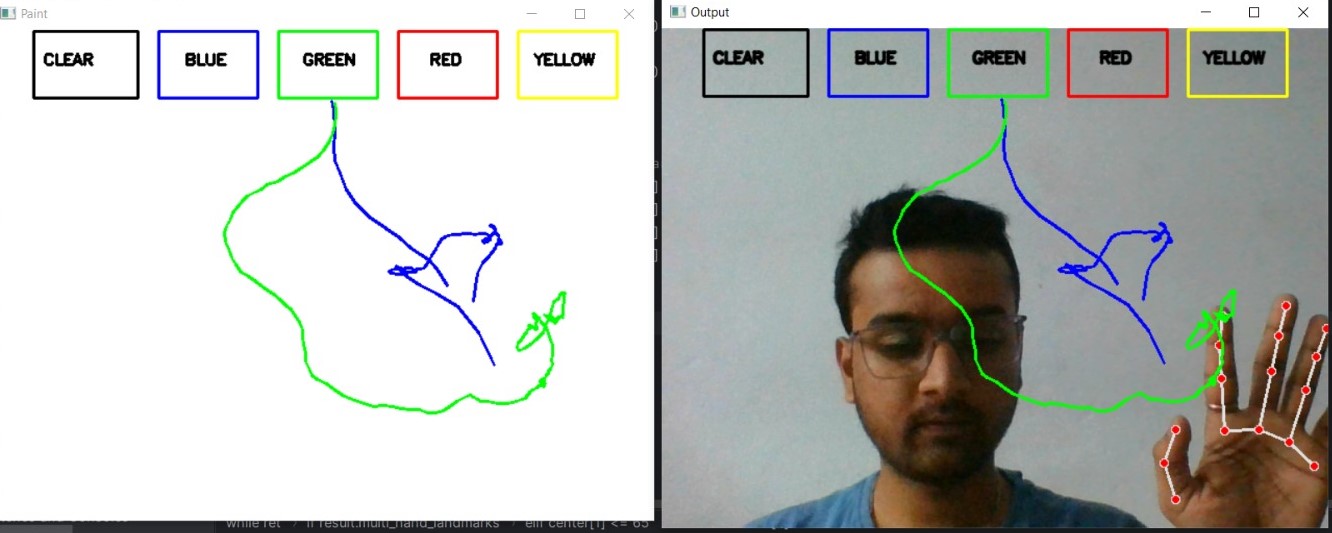 Paint
CLEAR BLUE GREEN RED YELLOW
Output
CLEAR BLUE GREEN RED YELLOW
while ret > if result.multi_hand_landmarks > elif center[1] <= 65